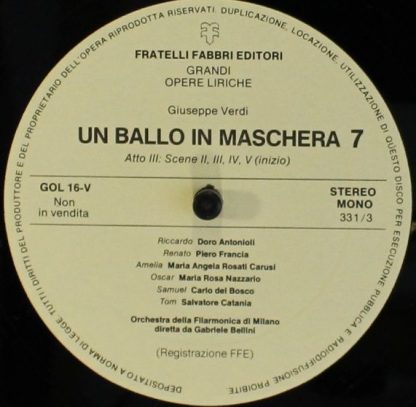 DEPOSITATO A NORMA DI LEGGE. TUTTI I DIRITTI DEL PRODUTTORE E DEL PROPRIETARIO DELL'OPERA RIPRODOTTA RISERVATI. DUPLICAZIONE, LOCAZIONE, UTILIZZAZIONE DI QUESTO DISCO PER ESECUZIONE PUBBLICA E RADIODIFFUSIONE PROIBITE
FRATELLI FABBRI EDITORI
GRANDI
OPERE LIRICHE
Giuseppe Verdi
UN BALLO IN MASCHERA 7
Atto III: Scene II, III, IV, V (inizio)
GOL 16-V
Non
in vendita
STEREO
MONO
331/3
Riccardo Doro Antonioli
Renato Piero Francia
Amelia Maria Angela Rosati Carusi
Oscar Maria Rosa Nazzario
Samuel Carlo del Bosco
Tom Salvatore Catania
Orchestra della Filarmonica di Milano
diretta da Gabriele Bellini
(Registrazione FFE)